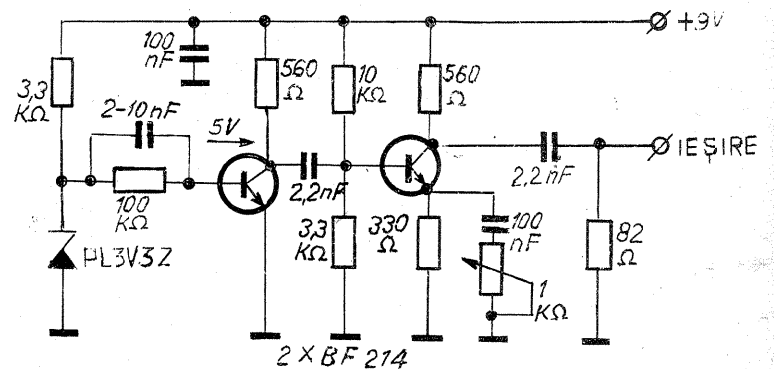 +9V
100
nF
560
Ω
10
KΩ
560
Ω
3,3
KΩ
2-10nF
5V
IEȘIRE
2,2nF
2,2nF
100
KΩ
3,3
KΩ
330
Ω
100
nF
82
Ω
PL3V3Z
1
KΩ
2 X BF 214